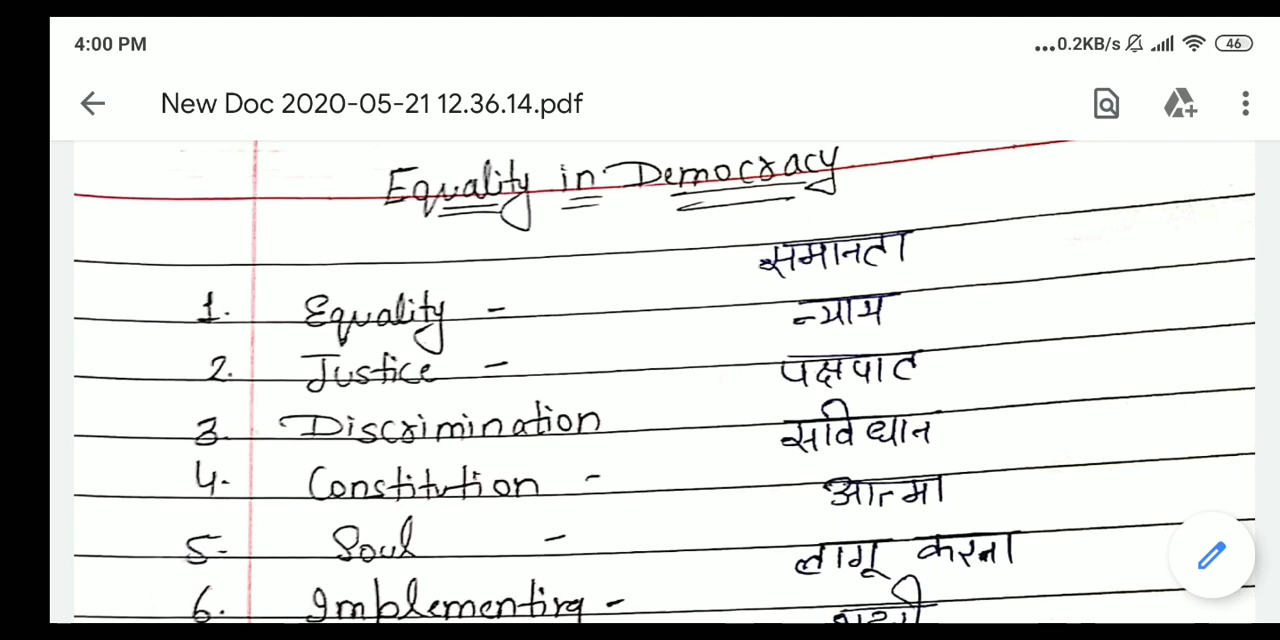 4:00 PM ...0.2KB/s 46
New Doc 2020-05-21 12.36.14.pdf
Equality in Democracy
समानता
1. Equality -
न्याय
2. Justice -
पक्षपात
3. Discrimination
सविधान
4. Constitution -
आत्मा
5- Soul -
लागू करना
6. Implementing -